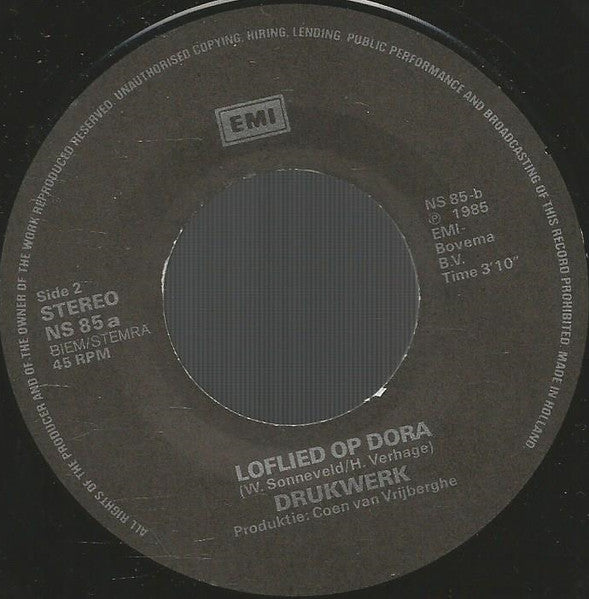 ALL RIGHTS OF THE PRODUCER AND OF THE OWNER OF THE WORK REPRODUCED RESERVED. UNAUTHORISED COPYING, HIRING, LENDING, PUBLIC PERFORMANCE AND BROADCASTING OF THIS RECORD PROHIBITED. MADE IN HOLLAND
EMI
Side 2
STEREO
NS 85a
BIEM/STEMRA
45 RPM
NS 85-b
℗ 1985
EMI-
Bovema
B.V.
Time 3'10"
LOFLIED OP DORA
(W. Sonneveld/H. Verhage)
DRUKWERK
Produktie: Coen van Vrijberghe